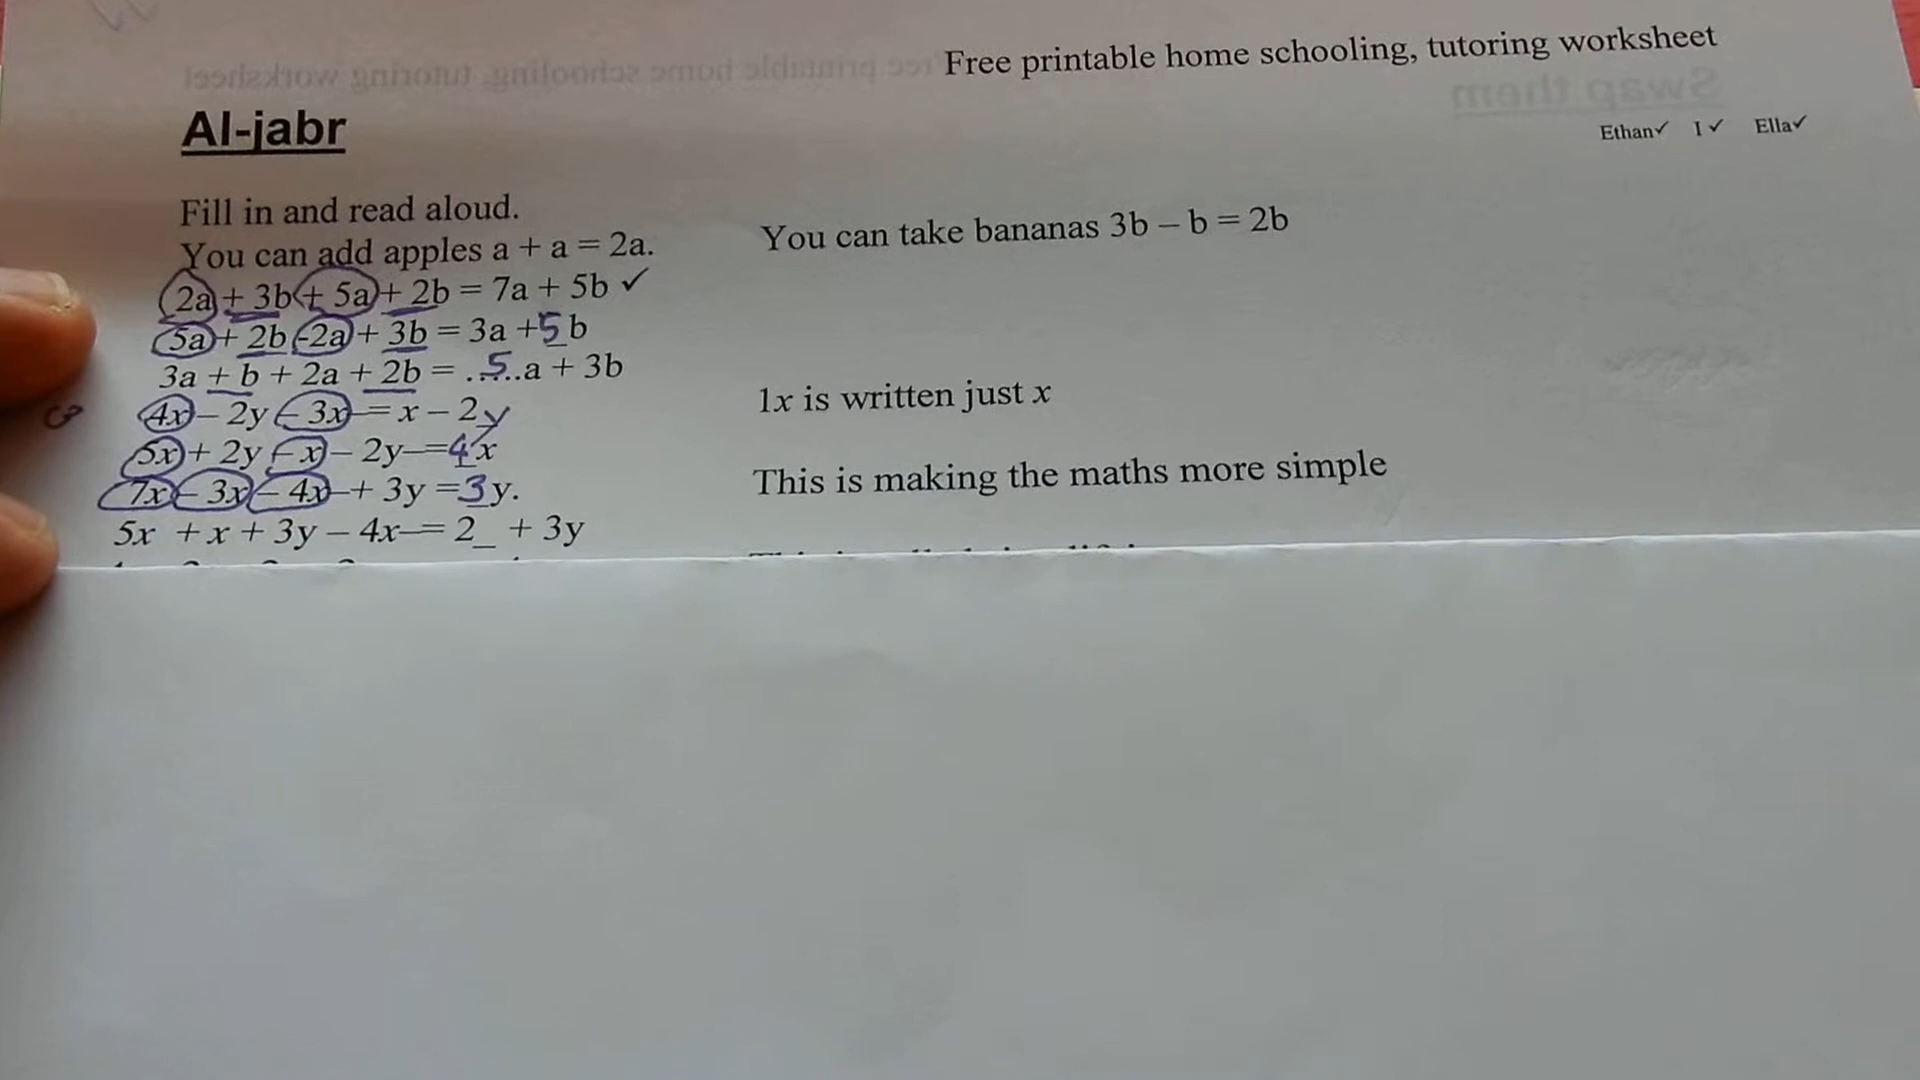 Free printable home schooling, tutoring worksheet
Al-jabr
Ethan✓ I ✓ Ella✓
Fill in and read aloud.
You can add apples a + a = 2a.
You can take bananas 3b – b = 2b
2a + 3b + 5a + 2b = 7a + 5b ✓
5a + 2b -2a + 3b = 3a + 5 b
3a + b + 2a + 2b = ..5..a + 3b
4x – 2y – 3x = x – 2y
1x is written just x
5x + 2y – x – 2y = 4x
This is making the maths more simple
7x – 3x – 4x + 3y = 3y.
5x + x + 3y – 4x = 2_ + 3y